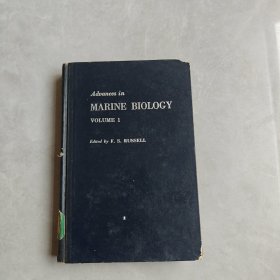 Advances in
MARINE BIOLOGY
VOLUME 1
Edited by F. S. RUSSELL